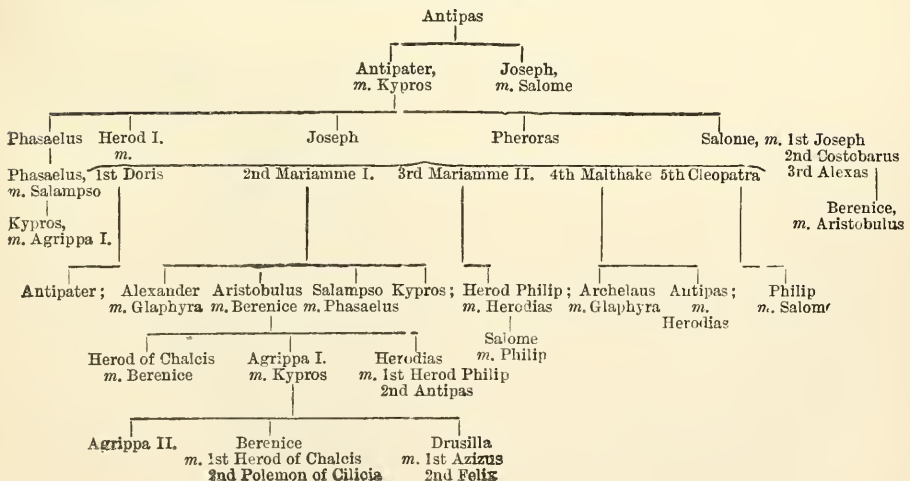 Antipas
Antipater, Joseph,
m. Kypros m. Salome
Phasaelus Herod I. Joseph Pheroras Salome, m. 1st Joseph
m. 2nd Costobarus
Phasaelus, 1st Doris 2nd Mariamme I. 3rd Mariamme II. 4th Malthake 5th Cleopatra 3rd Alexas
m. Salampso
Kypros, Berenice,
m. Agrippa I. m. Aristobulus
Antipater; Alexander Aristobulus Salampso Kypros; Herod Philip; Archelaus Antipas; Philip
m. Glaphyra m. Berenice m. Phasaelus m. Herodias m. Glaphyra m. m. Salom
Herodias
Salome
m. Philip
Herod of Chalcis Agrippa I. Herodias
m. Berenice m. Kypros m. 1st Herod Philip
2nd Antipas
Agrippa II. Berenice Drusilla
m. 1st Herod of Chalcis m. 1st Azizus
2nd Polemon of Cilicia 2nd Felix